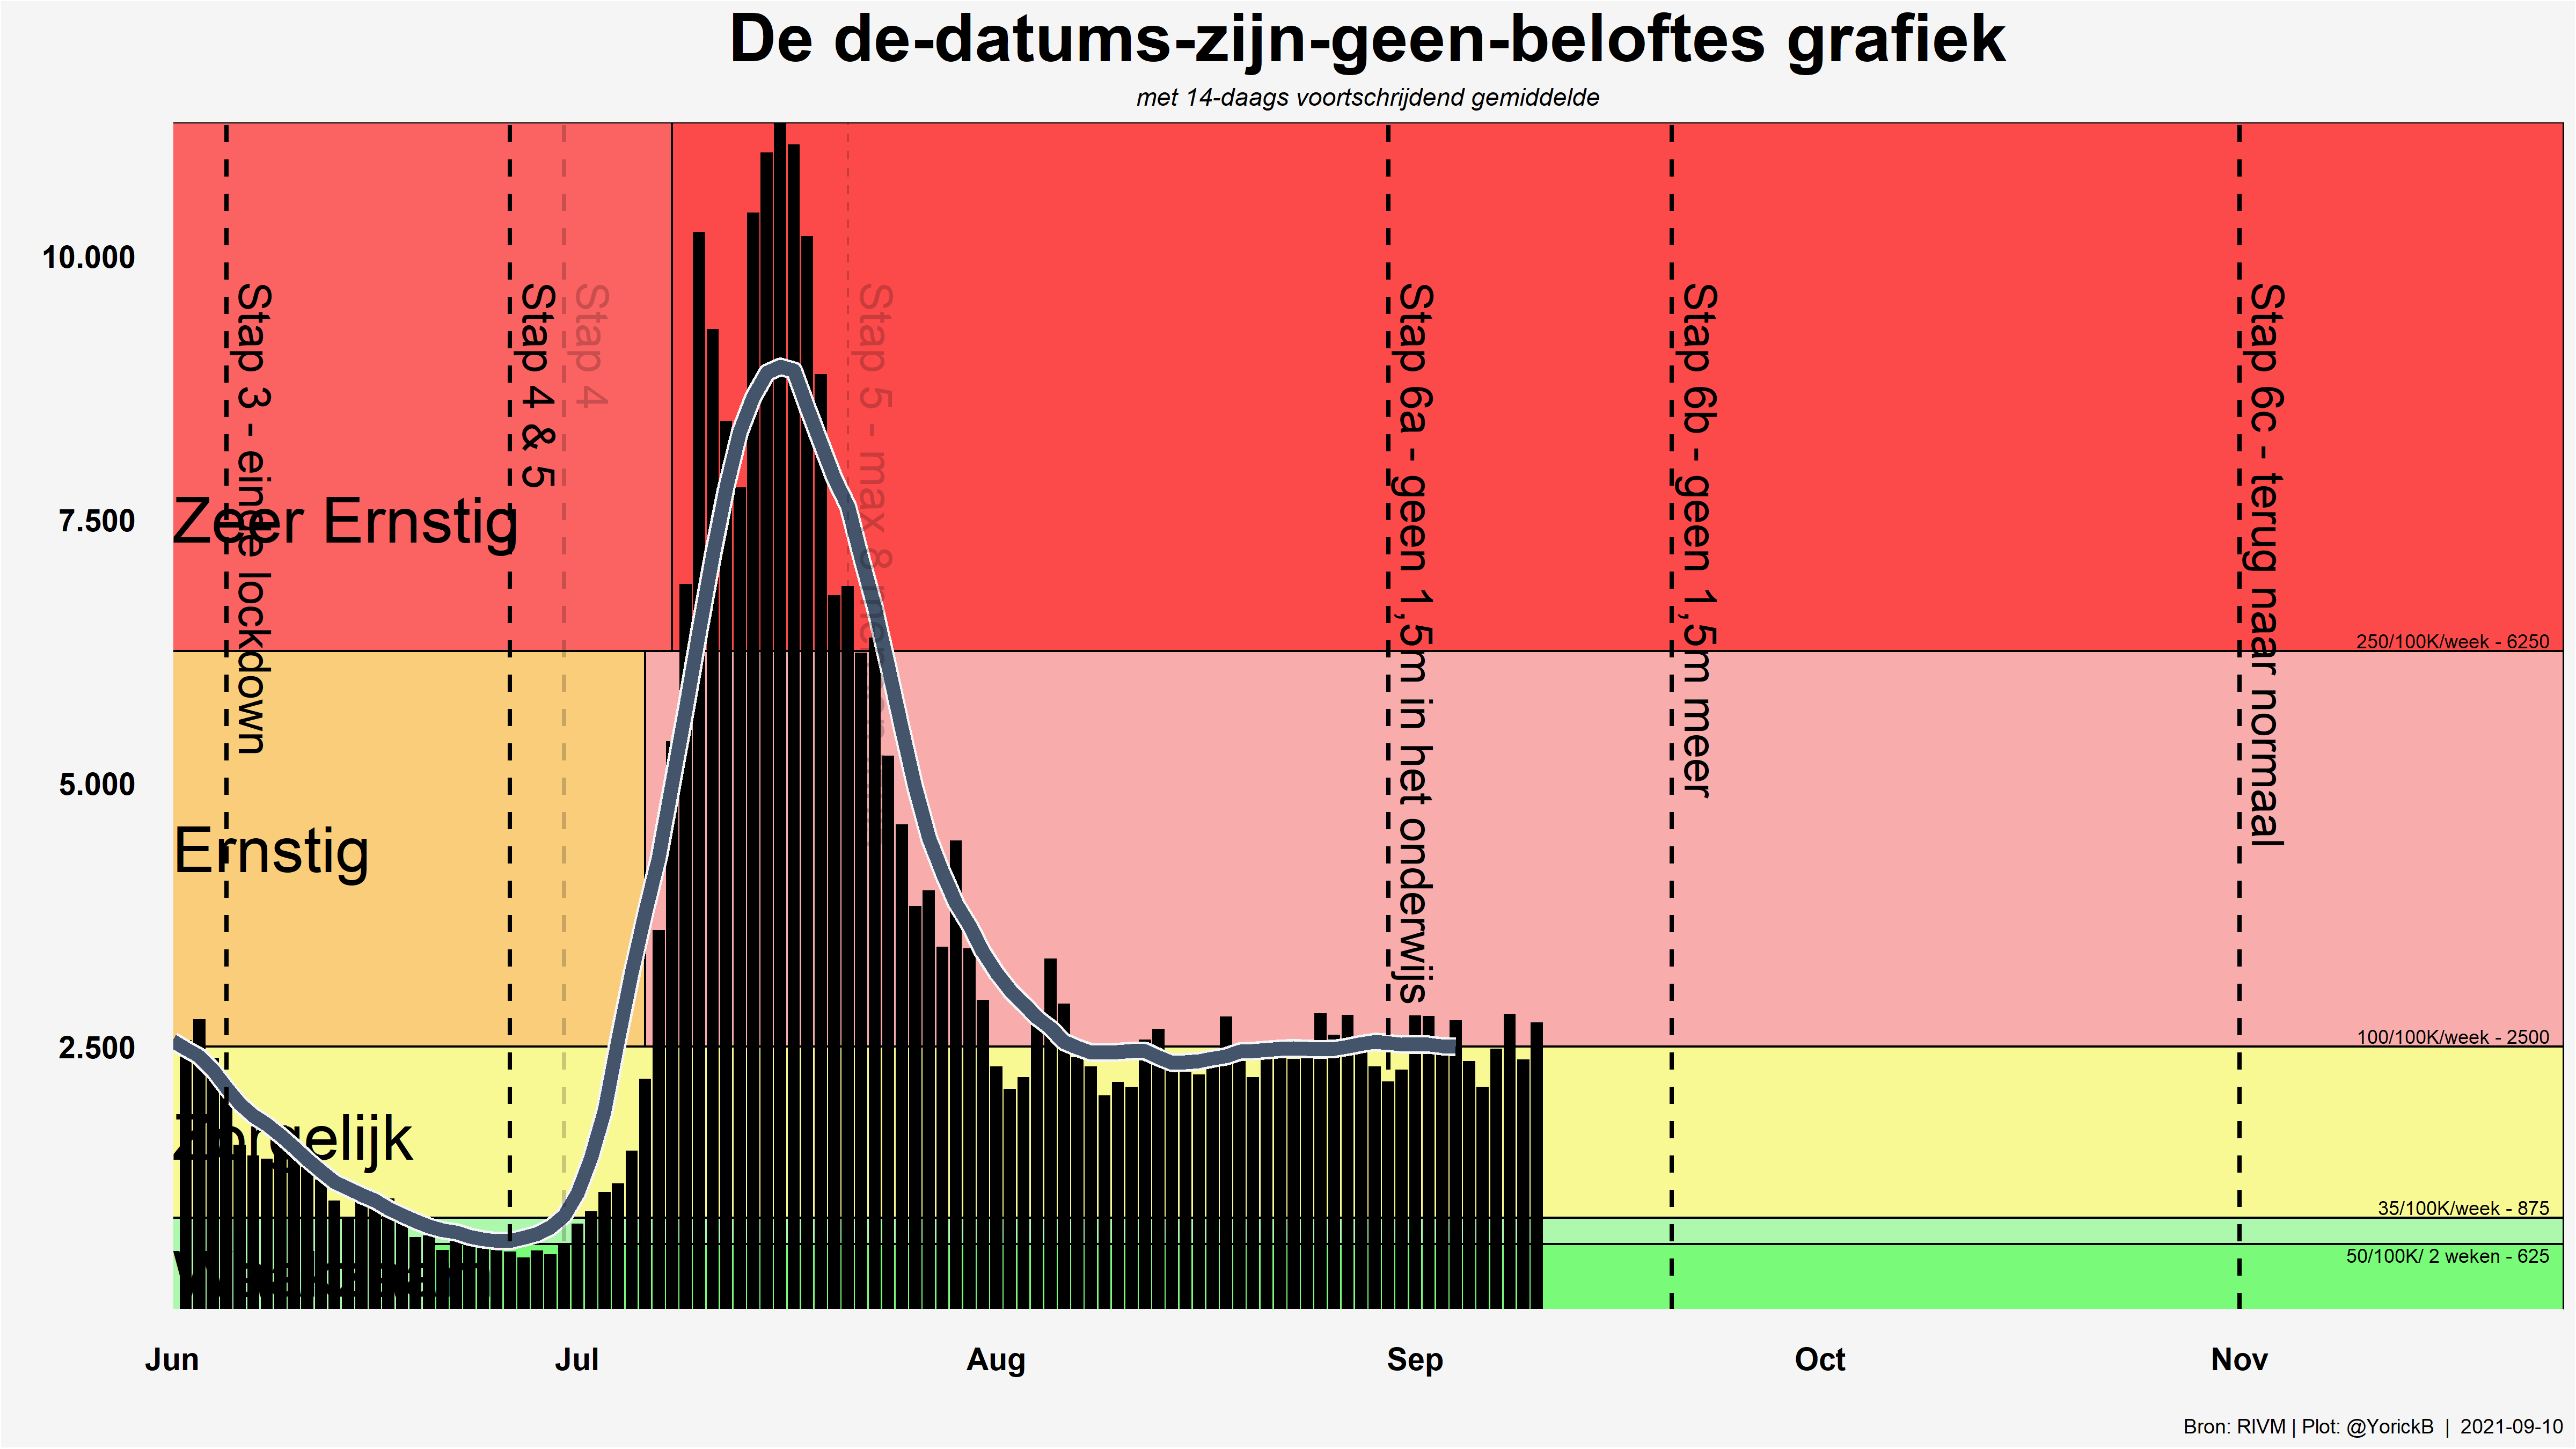 De de-datums-zijn-geen-beloftes grafiek
met 14-daags voortschrijdend gemiddelde
10.000
7.500
5.000
2.500
Zeer Ernstig
Ernstig
Zorgelijk
Stap 3 - einde lockdown
Stap 4 & 5
Stap 4
Stap 5 - max 8
Stap 6a - geen 1,5m in het onderwijs
Stap 6b - geen 1,5m meer
Stap 6c - terug naar normaal
250/100K/week - 6250
100/100K/week - 2500
35/100K/week - 875
50/100K/ 2 weken - 625
Jun
Jul
Aug
Sep
Oct
Nov
Bron: RIVM | Plot: @YorickB | 2021-09-10